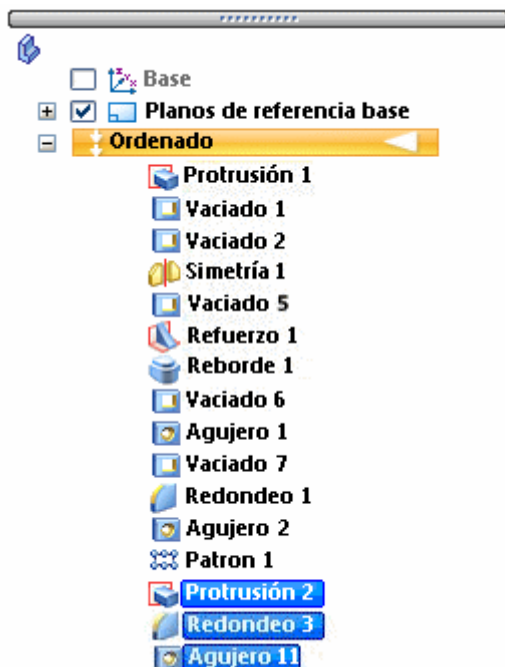 Base
Planos de referencia base
Ordenado
Protrusión 1
Vaciado 1
Vaciado 2
Simetría 1
Vaciado 5
Refuerzo 1
Reborde 1
Vaciado 6
Agujero 1
Vaciado 7
Redondeo 1
Agujero 2
Patron 1
Protrusión 2
Redondeo 3
Agujero 11